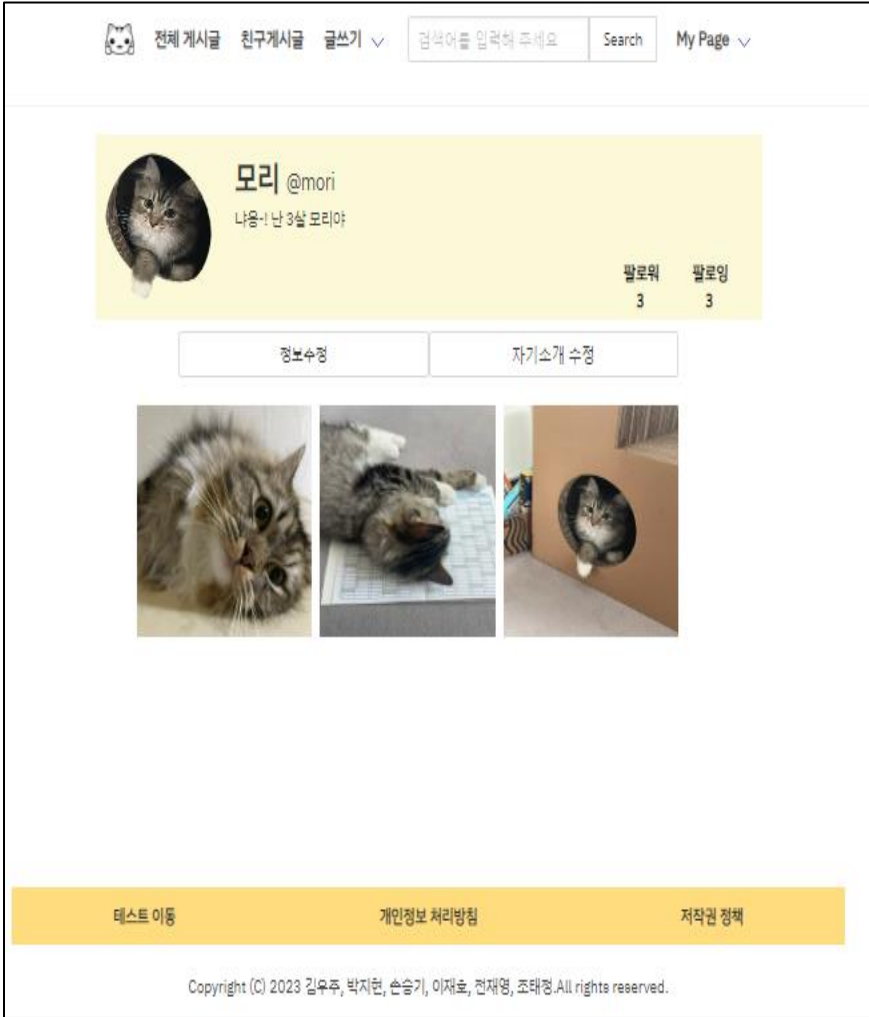 전체 게시글 친구게시글 글쓰기 검색어를 입력해 주세요 Search My Page
모리 @mori
냐옹~! 난 3살 모리야
팔로워 팔로잉
3 3
정보수정 자기소개 수정
테스트 이동 개인정보 처리방침 저작권 정책
Copyright (C) 2023 김우주, 박지현, 손승기, 이재호, 전재영, 조태정.All rights reserved.